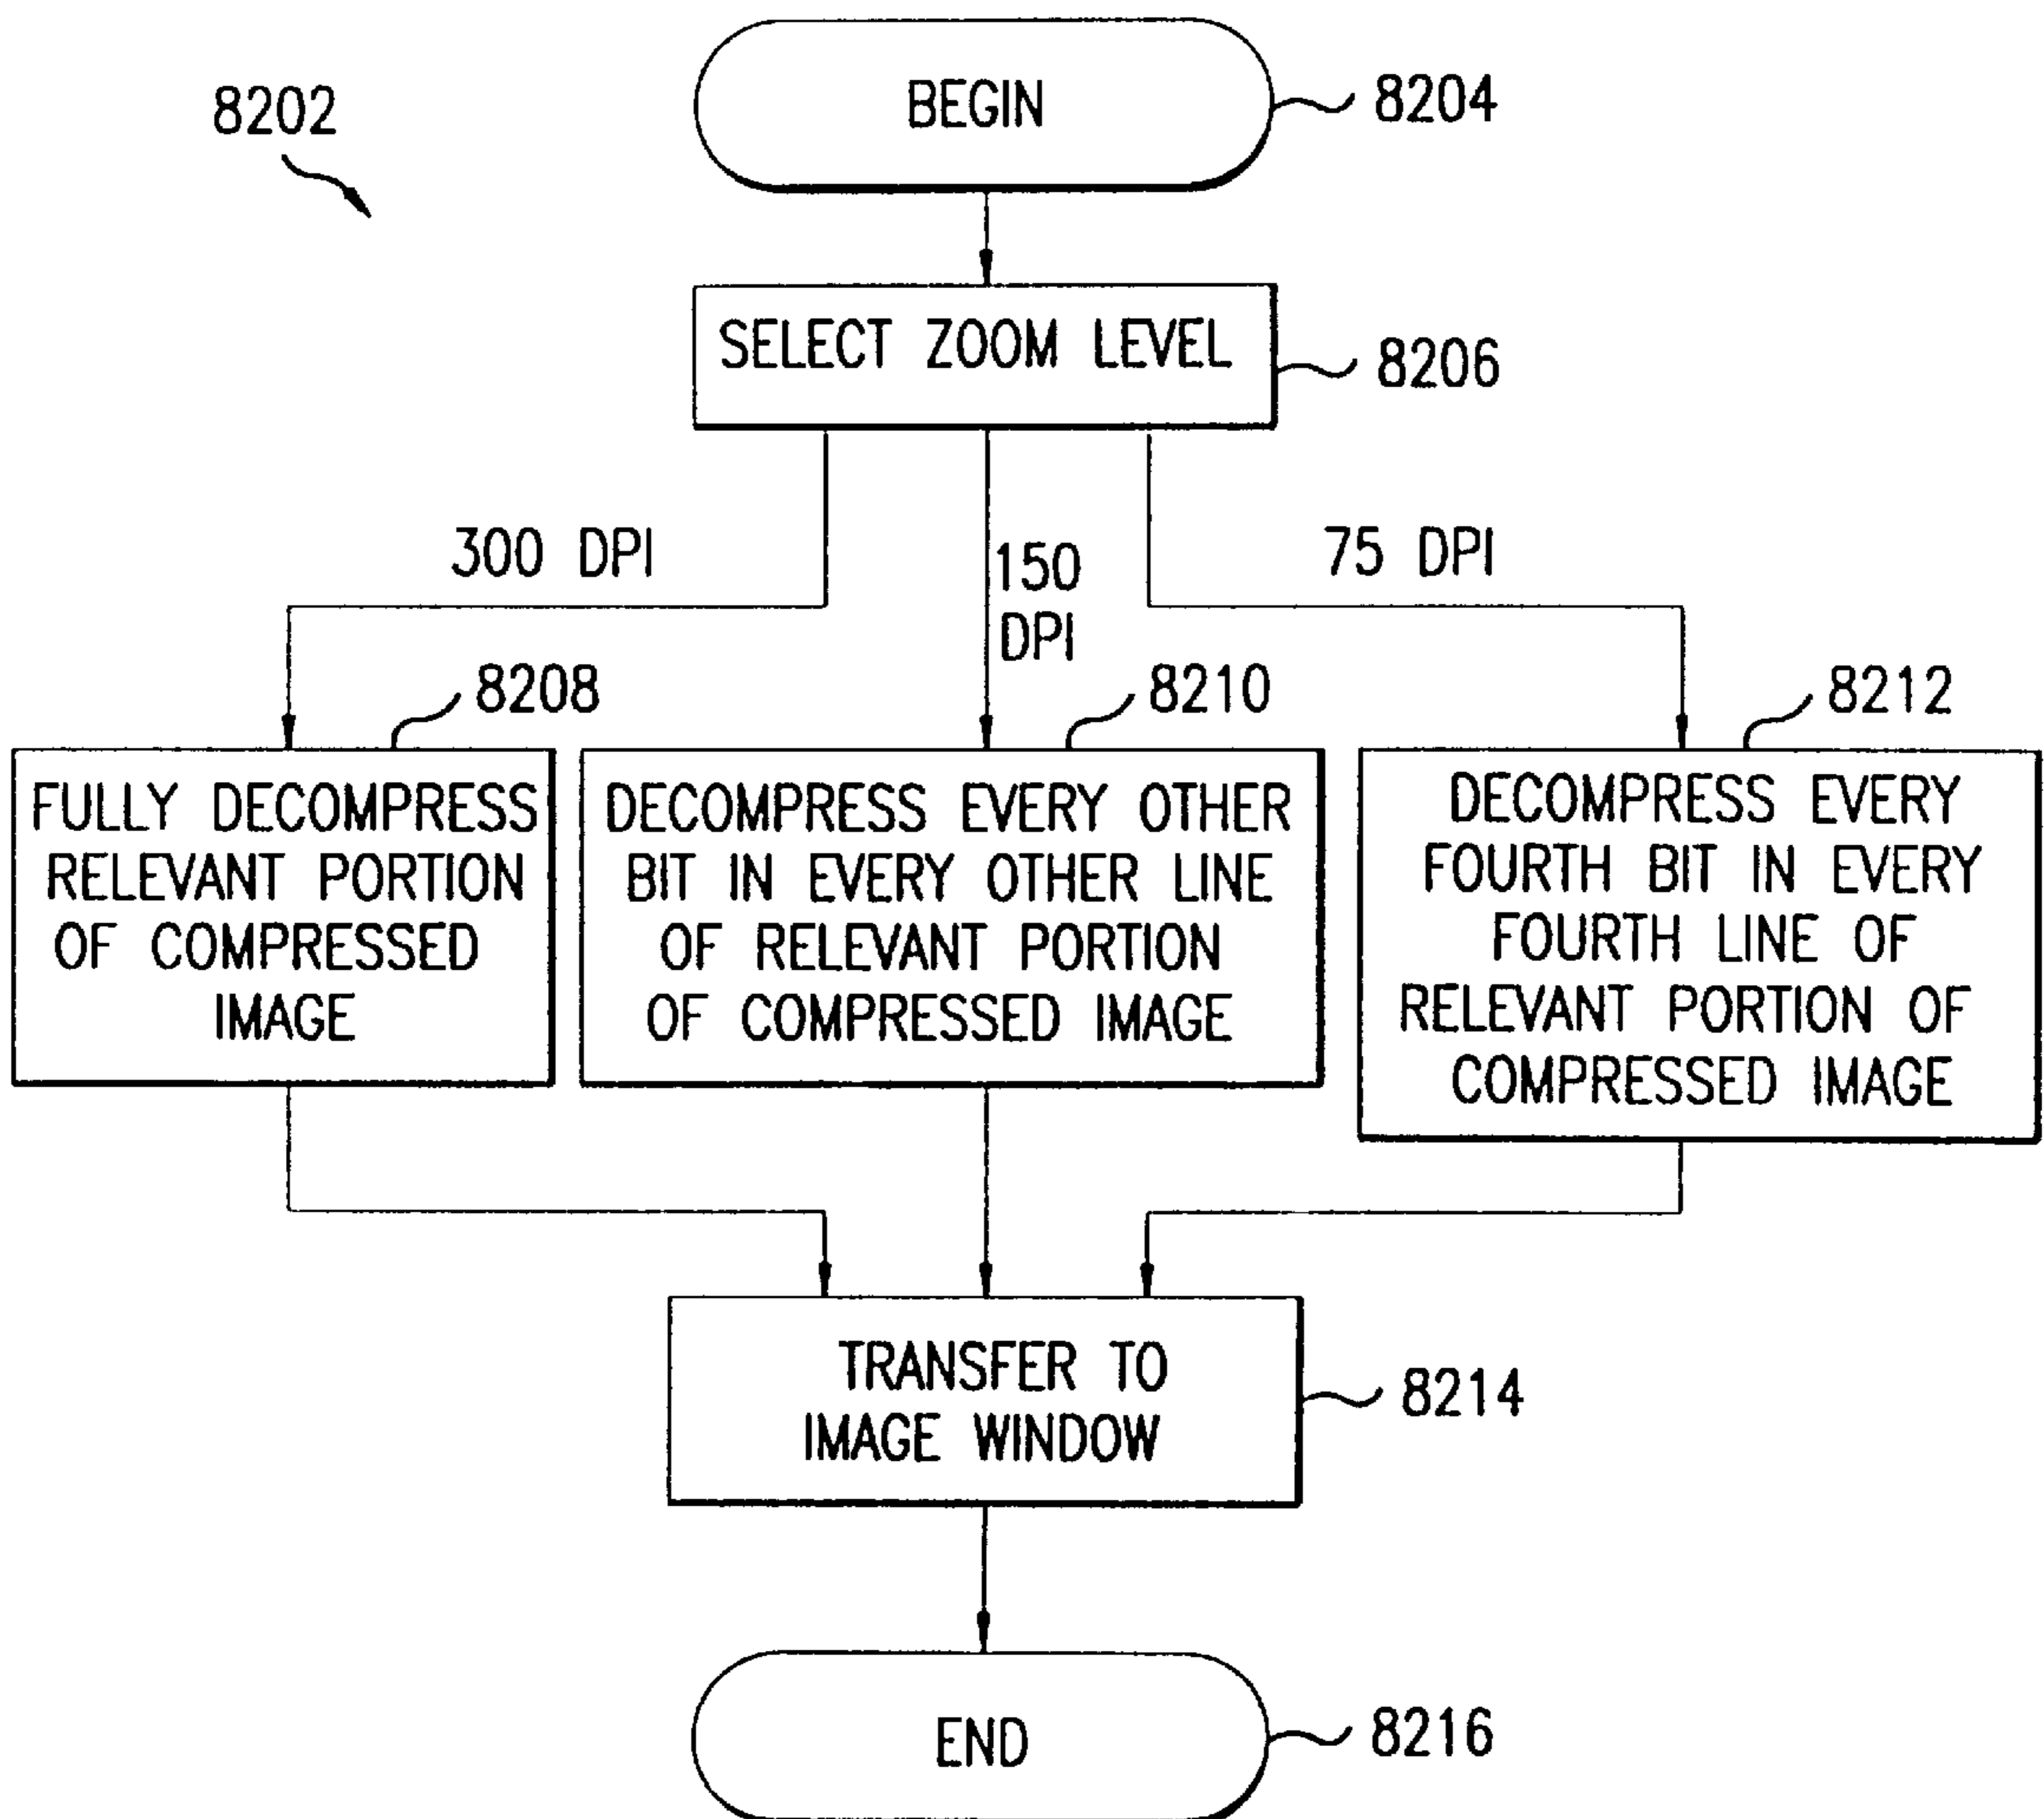 8202
BEGIN
8204
SELECT ZOOM LEVEL
8206
300 DPI
150
DPI
75 DPI
8208
8210
8212
FULLY DECOMPRESS
RELEVANT PORTION
OF COMPRESSED
IMAGE
DECOMPRESS EVERY OTHER
BIT IN EVERY OTHER LINE
OF RELEVANT PORTION
OF COMPRESSED IMAGE
DECOMPRESS EVERY
FOURTH BIT IN EVERY
FOURTH LINE OF
RELEVANT PORTION OF
COMPRESSED IMAGE
TRANSFER TO
IMAGE WINDOW
8214
END
8216